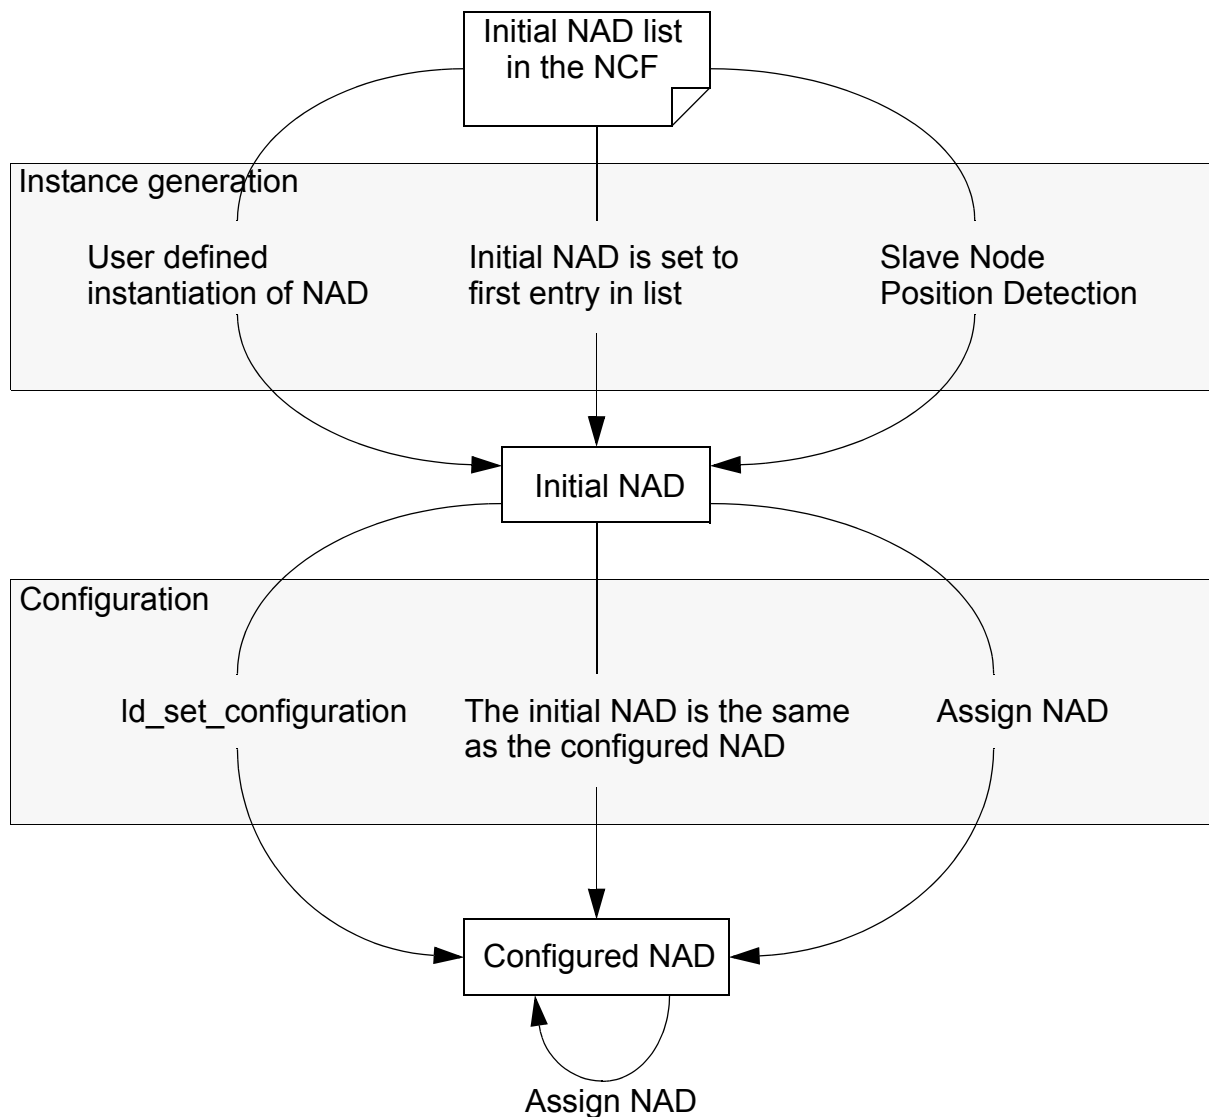 Initial NAD list
in the NCF
Instance generation
User defined
instantiation of NAD
Initial NAD is set to
first entry in list
Slave Node
Position Detection
Initial NAD
Configuration
ld_set_configuration
The initial NAD is the same
as the configured NAD
Assign NAD
Configured NAD
Assign NAD